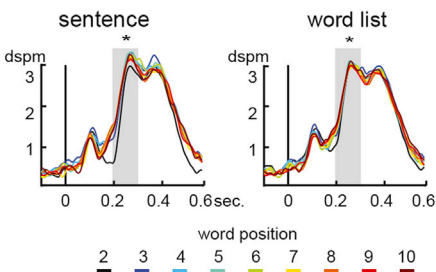 sentence
word list
*
*
dspm
dspm
3
3
2
2
1
1
0 0.2 0.4 0.6 sec.
0 0.2 0.4 0.6
word position
2 3 4 5 6 7 8 9 10